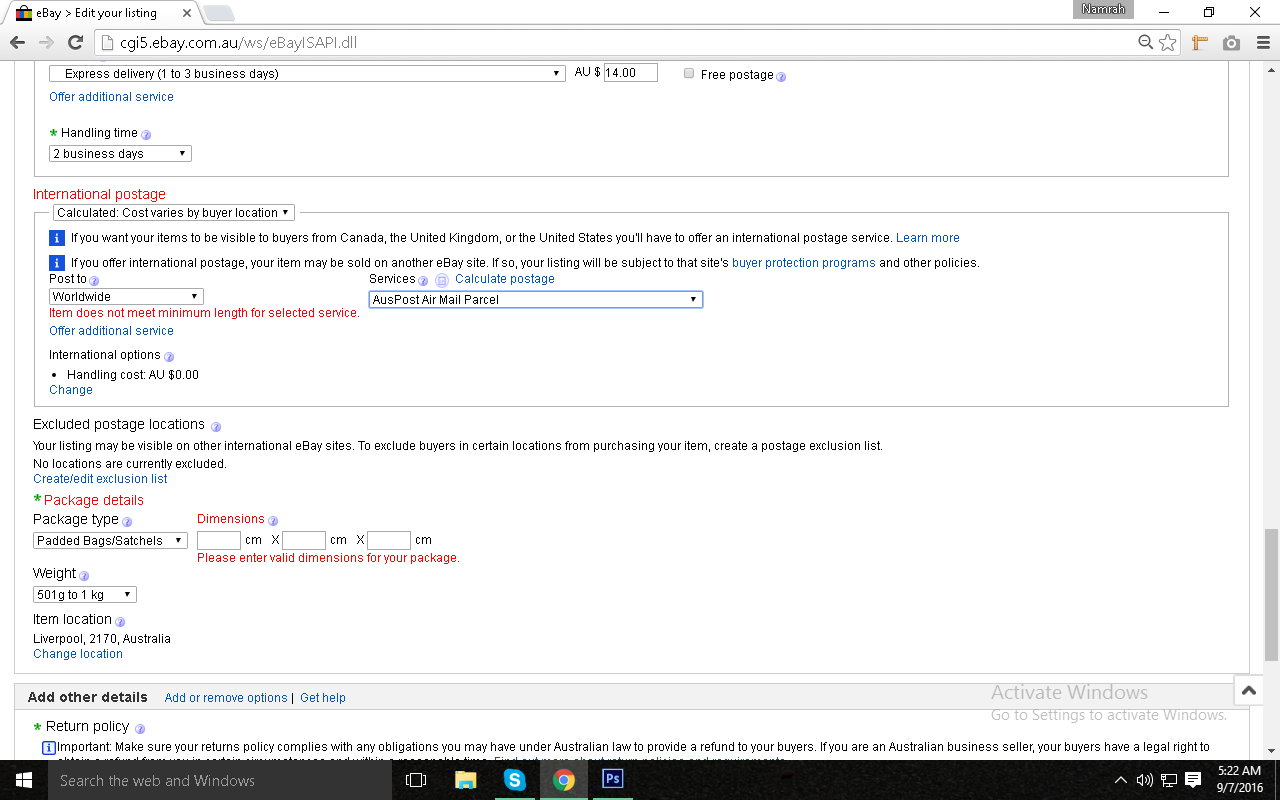 eBay > Edit your listing
Namrah
cgi5.ebay.com.au/ws/eBayISAPI.dll
Express delivery (1 to 3 business days) AU $ 14.00 Free postage
Offer additional service
* Handling time
2 business days
International postage
Calculated: Cost varies by buyer location
If you want your items to be visible to buyers from Canada, the United Kingdom, or the United States you'll have to offer an international postage service. Learn more
If you offer international postage, your item may be sold on another eBay site. If so, your listing will be subject to that site's buyer protection programs and other policies.
Post to Services Calculate postage
Worldwide AusPost Air Mail Parcel
Item does not meet minimum length for selected service.
Offer additional service
International options
• Handling cost: AU $0.00
Change
Excluded postage locations
Your listing may be visible on other international eBay sites. To exclude buyers in certain locations from purchasing your item, create a postage exclusion list.
No locations are currently excluded.
Create/edit exclusion list
* Package details
Package type Dimensions
Padded Bags/Satchels cm X cm X cm
Please enter valid dimensions for your package.
Weight
501g to 1 kg
Item location
Liverpool, 2170, Australia
Change location
Add other details Add or remove options | Get help
Activate Windows
Go to Settings to activate Windows.
* Return policy
Important: Make sure your returns policy complies with any obligations you may have under Australian law to provide a refund to your buyers. If you are an Australian business seller, your buyers have a legal right to
Search the web and Windows
Ps
5:22 AM
9/7/2016